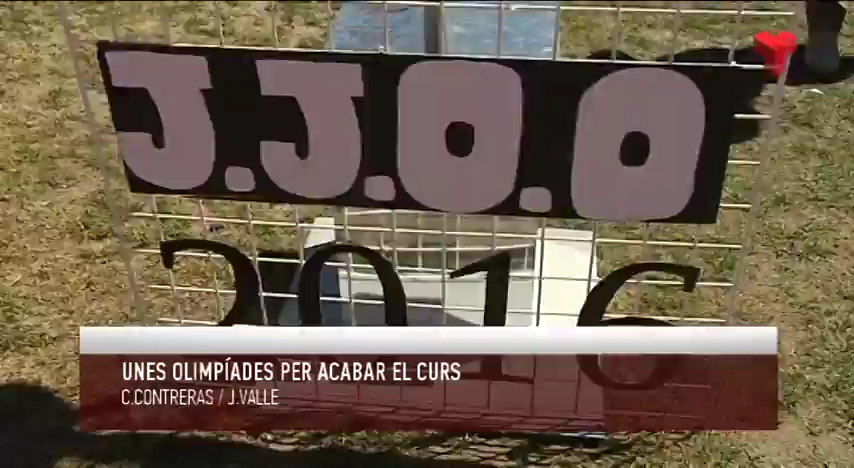 J.J.O.O
2016
UNES OLIMPÍADES PER ACABAR EL CURS
C.CONTRERAS / J.VALLE